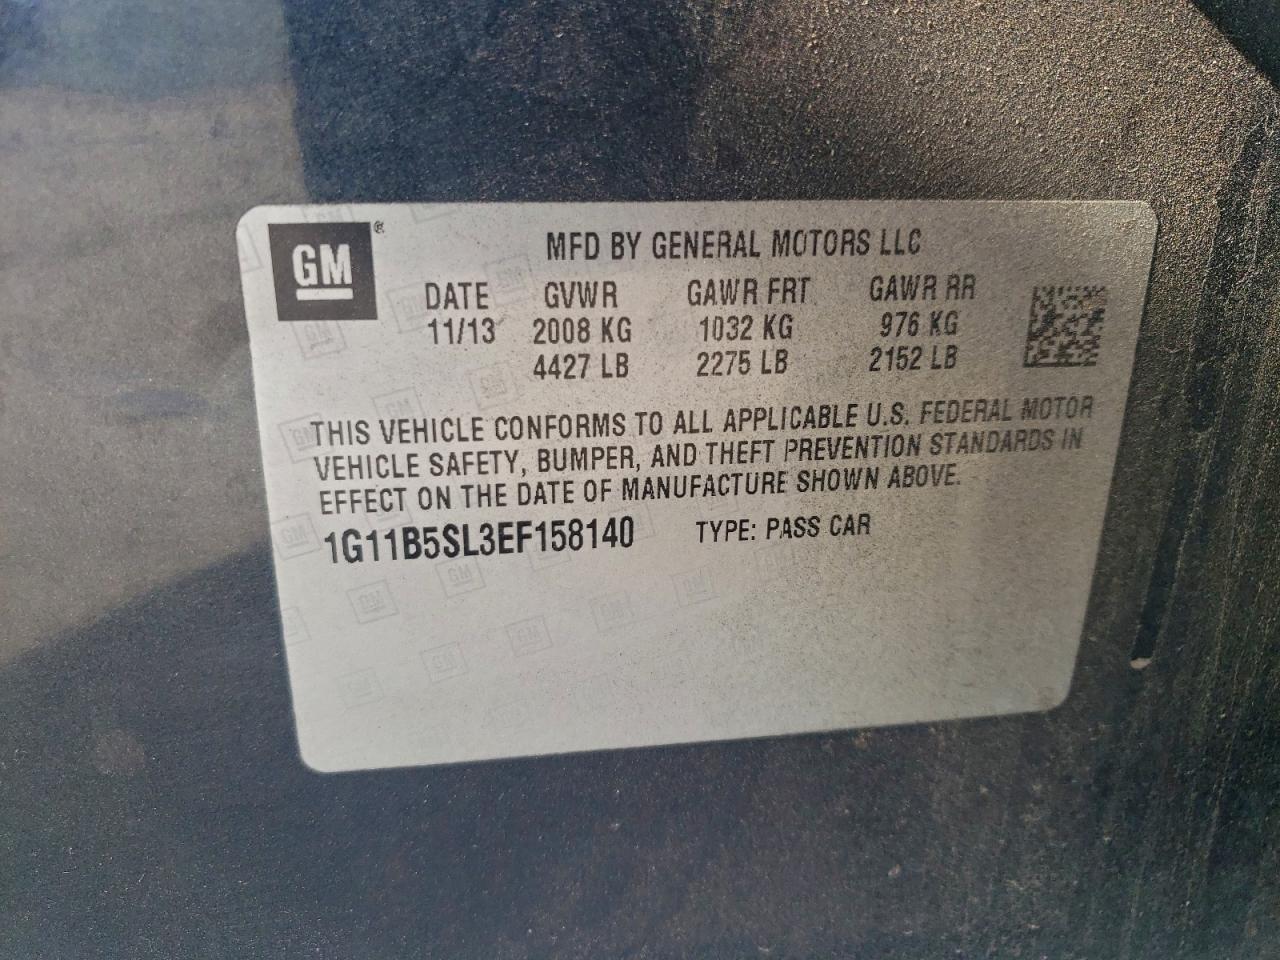 GM®
MFD BY GENERAL MOTORS LLC
DATE GVWR GAWR FRT GAWR RR
11/13 2008 KG 1032 KG 976 KG
4427 LB 2275 LB 2152 LB
THIS VEHICLE CONFORMS TO ALL APPLICABLE U.S. FEDERAL MOTOR
VEHICLE SAFETY, BUMPER, AND THEFT PREVENTION STANDARDS IN
EFFECT ON THE DATE OF MANUFACTURE SHOWN ABOVE.
1G11B5SL3EF158140 TYPE: PASS CAR